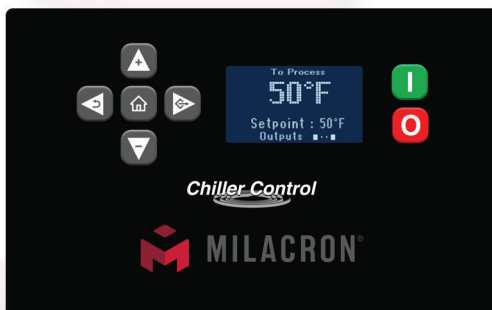 To Process
50°F
Setpoint : 50°F
Outputs ■··■
I
O
Chiller Control
MILACRON®